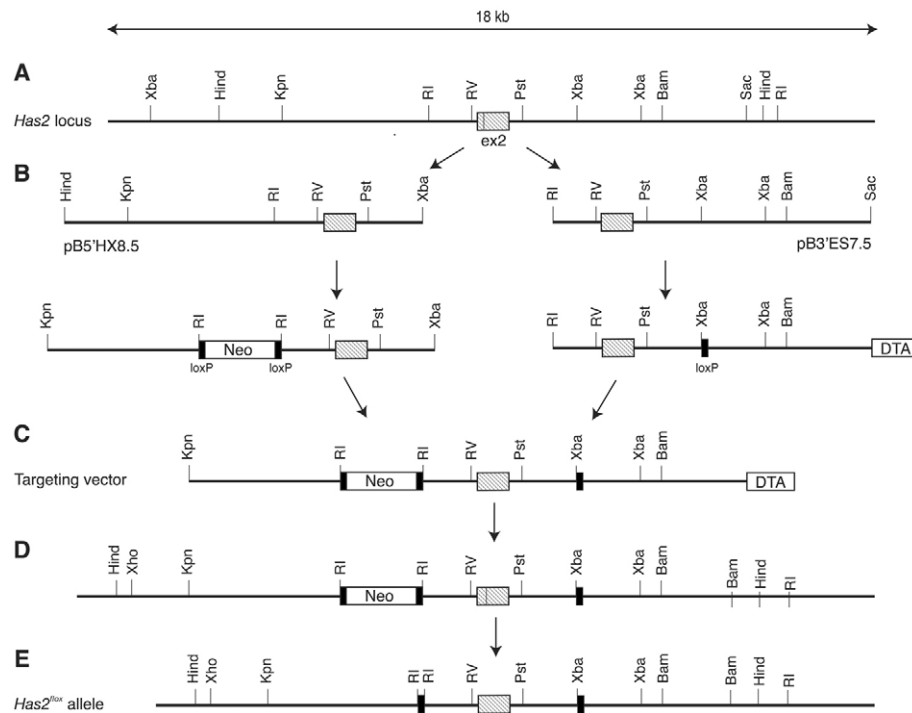 18 kb
A
Xba Hind Kpn RI RV Pst Xba Xba Bam Sac Hind RI
Has2 locus
ex2
B
Hind Kpn RI RV Pst Xba RI RV Pst Xba Xba Bam Sac
pB5'HX8.5
pB3'ES7.5
Kpn RI RI RV Pst Xba RI RV Pst Xba Xba Bam
Neo
DTA
loxP loxP loxP
C
Kpn RI RI RV Pst Xba Xba Bam
Targeting vector
Neo
DTA
D
Hind Xho Kpn RI RI RV Pst Xba Xba Bam Bam Hind RI
Neo
E
Hind Xho Kpn RI RI RV Pst Xba Xba Bam Bam Hind RI
Has2flox allele